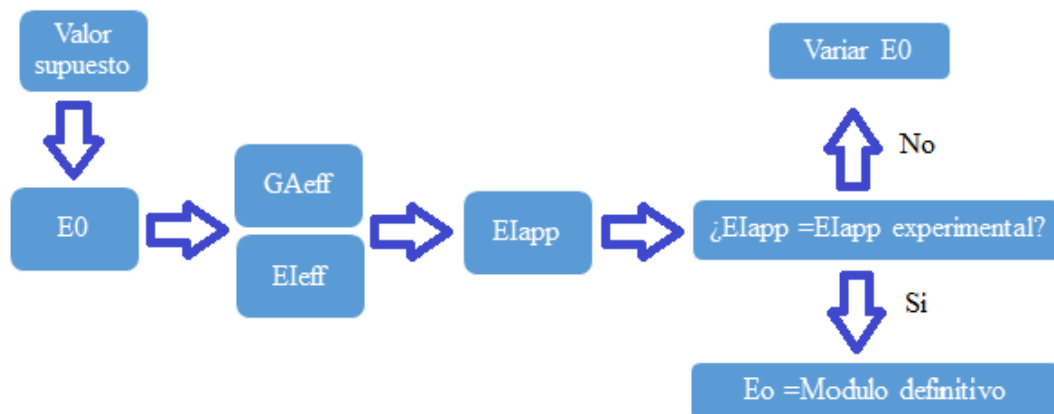 Valor
supuesto
E0
GAeff
EIeff
EIapp
¿EIapp =EIapp experimental?
Variar E0
No
Si
Eo =Modulo definitivo